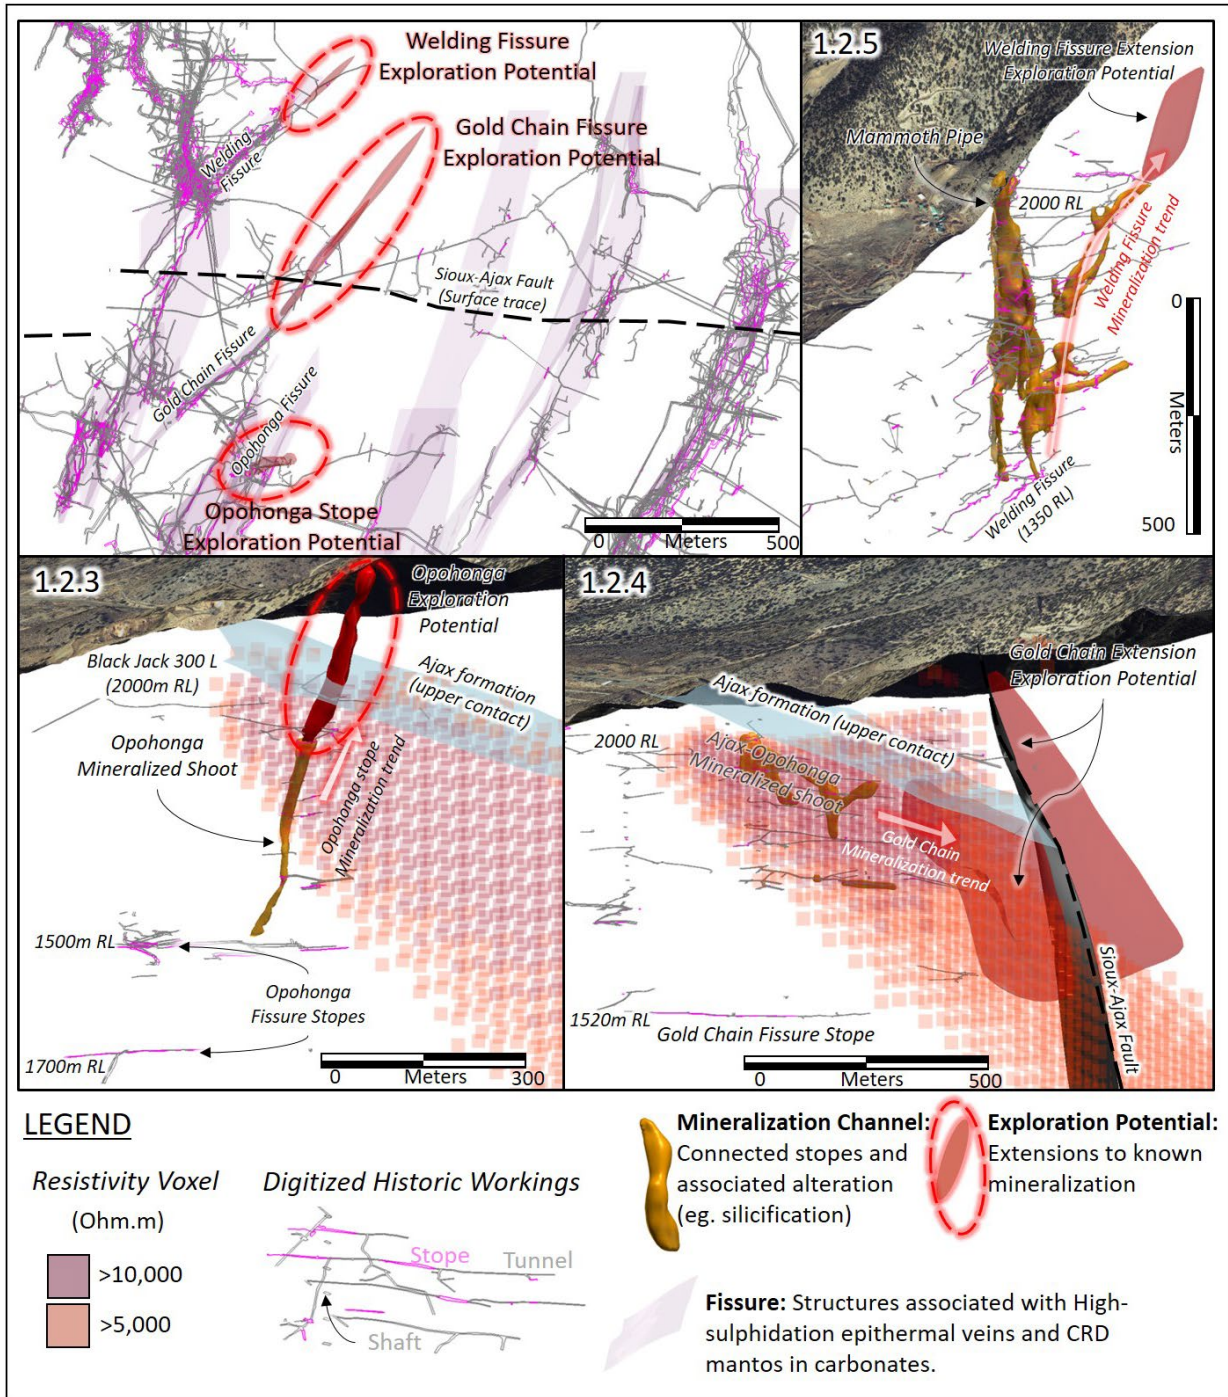 Welding Fissure
Exploration Potential
Gold Chain Fissure
Exploration Potential
Welding
Fissure
Sioux-Ajax Fault
(Surface trace)
Gold Chain Fissure
Opohonga Fissure
Opohonga Stope
Exploration Potential
0 Meters 500
1.2.5
Welding Fissure Extension
Exploration Potential
Mammoth Pipe
2000 RL
Welding Fissure
Mineralization trend
0
Meters
500
Welding Fissure
(1350 RL)
1.2.3
Opohonga
Exploration
Potential
Black Jack 300 L
(2000m RL)
Ajax formation
(upper contact)
Opohonga
Mineralized Shoot
Opohonga stope
Mineralization trend
1500m RL
Opohonga
Fissure Stopes
1700m RL
0 Meters 300
1.2.4
Gold Chain Extension
Exploration Potential
Ajax formation (upper contact)
2000 RL
Ajax-Opohonga
Mineralized shoot
Gold Chain
Mineralization trend
Sioux-Ajax Fault
1520m RL
Gold Chain Fissure Stope
0 Meters 500
LEGEND
Resistivity Voxel
(Ohm.m)
>10,000
>5,000
Digitized Historic Workings
Stope
Tunnel
Shaft
Mineralization Channel:
Connected stopes and
associated alteration
(eg. silicification)
Exploration Potential:
Extensions to known
mineralization
Fissure: Structures associated with High-
sulphidation epithermal veins and CRD
mantos in carbonates.